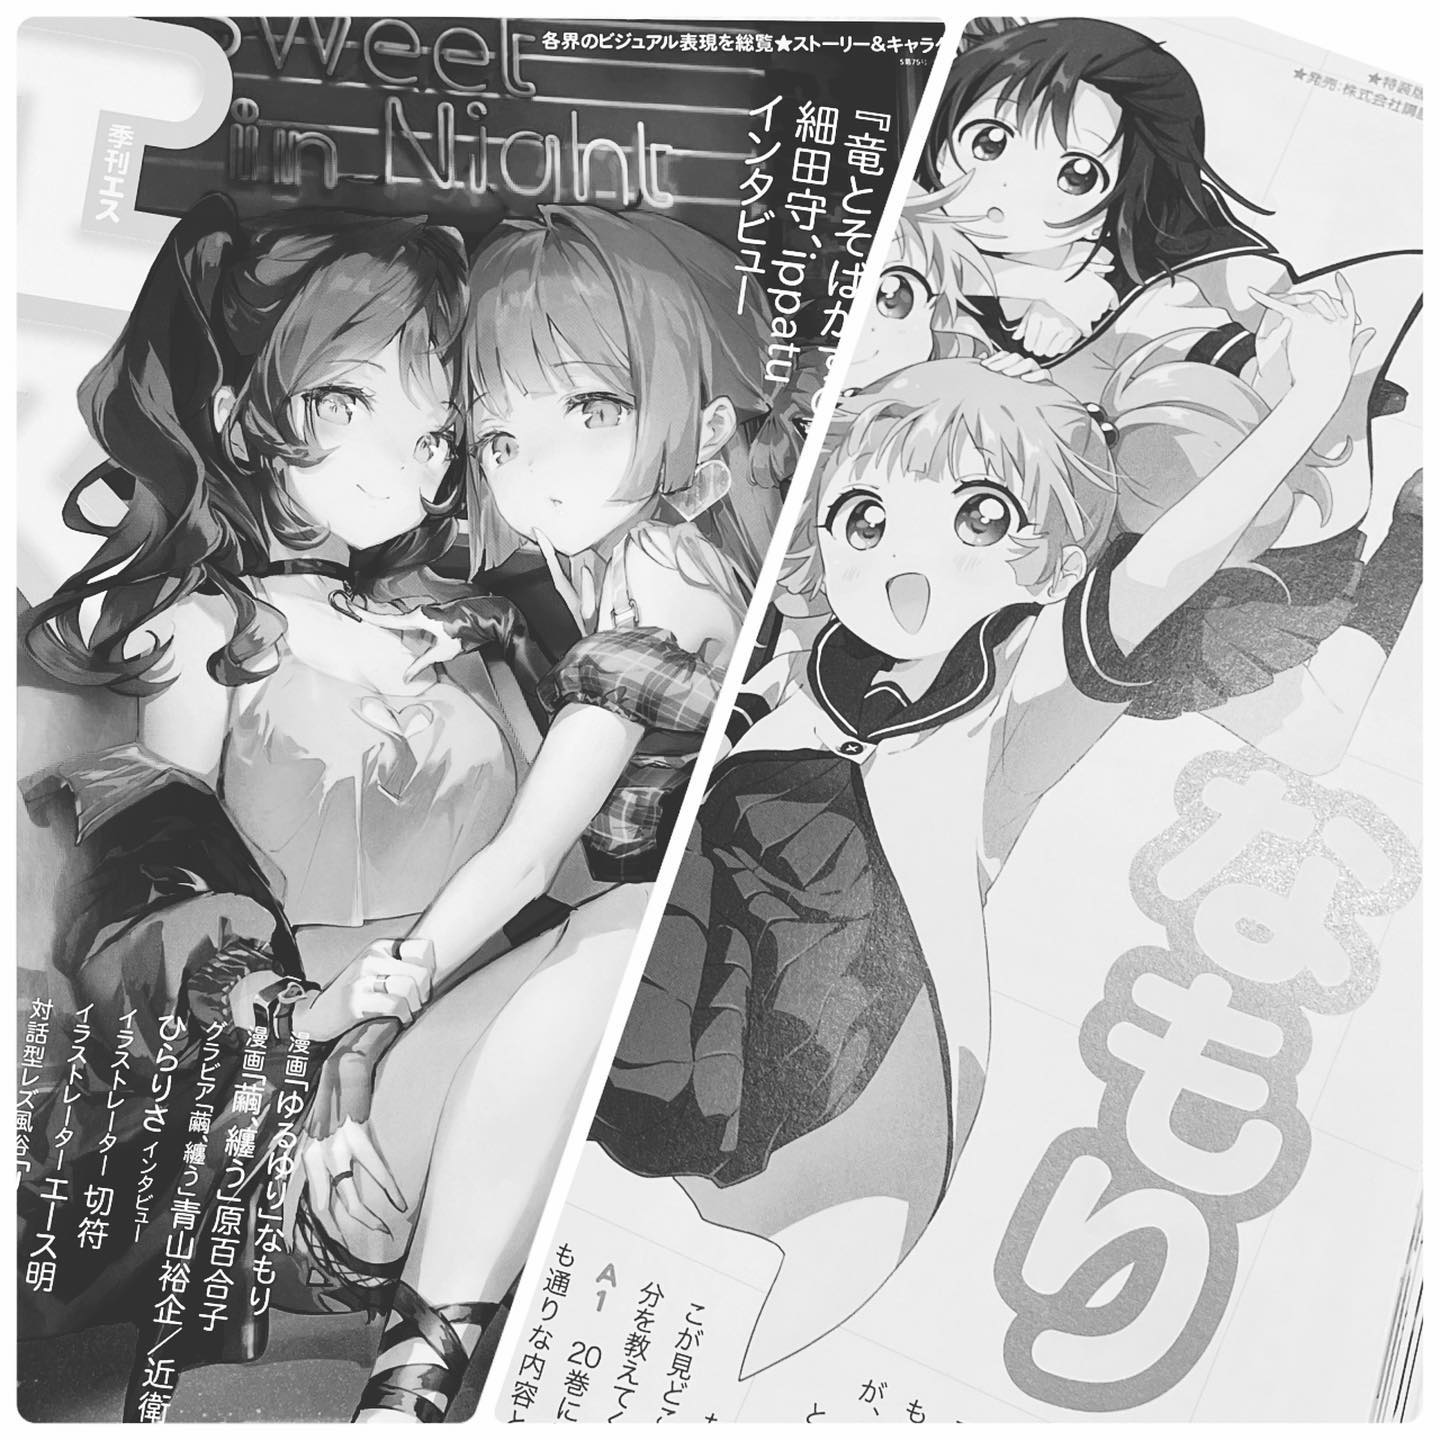 各界のビジュアル表現を総覧★ストーリー&キャラク
Sweet
in Night
季刊エス
『竜とそばか
細田守、ippatu
インタビュー
漫画「ゆるゆり」なもり
漫画「繭、纏う」原百合子
グラビア「繭、纏う」青山裕企／近衛
ひらりさ インタビュー
イラストレーター 切符
イラストレーター エース明
対話型レズ風俗「
★特装版
★発売：株式会社
なもり
こが見どこ
分を教えてく
A1 20巻に
も通りな内容と
も
が、
と